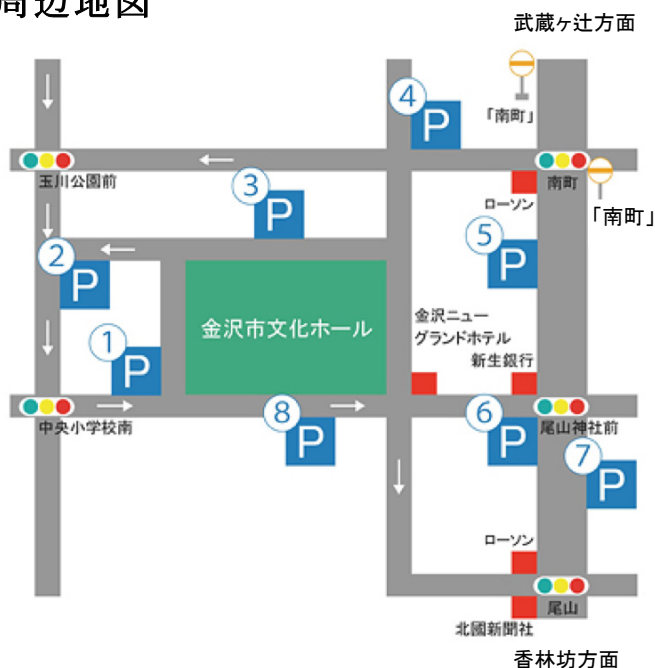 周辺地図
武蔵ヶ辻方面
4
P
「南町」
玉川公園前
3
P
南町
ローソン
「南町」
2
P
5
P
金沢市文化ホール
金沢ニュー
グランドホテル
新生銀行
1
P
中央小学校南
8
P
6
P
尾山神社前
7
P
ローソン
尾山
北國新聞社
香林坊方面